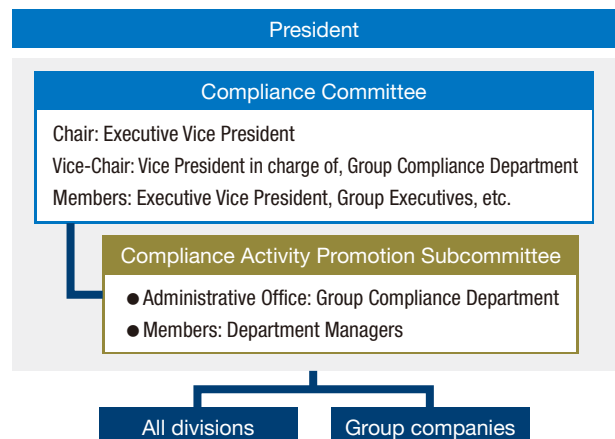 President
Compliance Committee
Chair: Executive Vice President
Vice-Chair: Vice President in charge of, Group Compliance Department
Members: Executive Vice President, Group Executives, etc.
Compliance Activity Promotion Subcommittee
● Administrative Office: Group Compliance Department
● Members: Department Managers
All divisions
Group companies